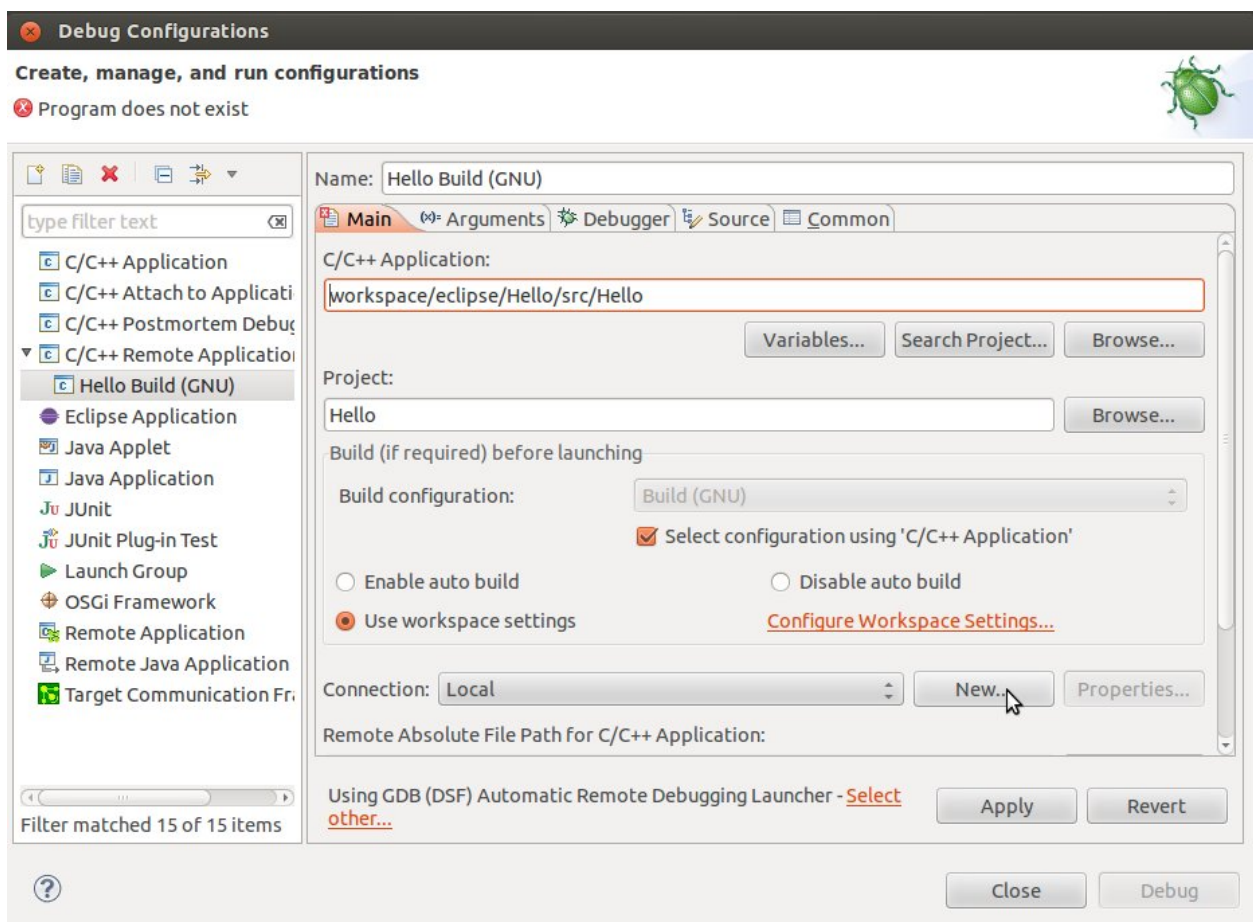 Debug Configurations
Create, manage, and run configurations
Program does not exist
type filter text
C/C++ Application
C/C++ Attach to Applicati
C/C++ Postmortem Debug
C/C++ Remote Application
Hello Build (GNU)
Eclipse Application
Java Applet
Java Application
JUnit
JUnit Plug-in Test
Launch Group
OSGi Framework
Remote Application
Remote Java Application
Target Communication Fra
Filter matched 15 of 15 items
Name: Hello Build (GNU)
Main (x)= Arguments Debugger Source Common
C/C++ Application:
workspace/eclipse/Hello/src/Hello
Variables... Search Project... Browse...
Project:
Hello Browse...
Build (if required) before launching
Build configuration: Build (GNU)
Select configuration using 'C/C++ Application'
Enable auto build Disable auto build
Use workspace settings Configure Workspace Settings...
Connection: Local New... Properties...
Remote Absolute File Path for C/C++ Application:
Using GDB (DSF) Automatic Remote Debugging Launcher - Select
other...
Apply Revert
Close Debug